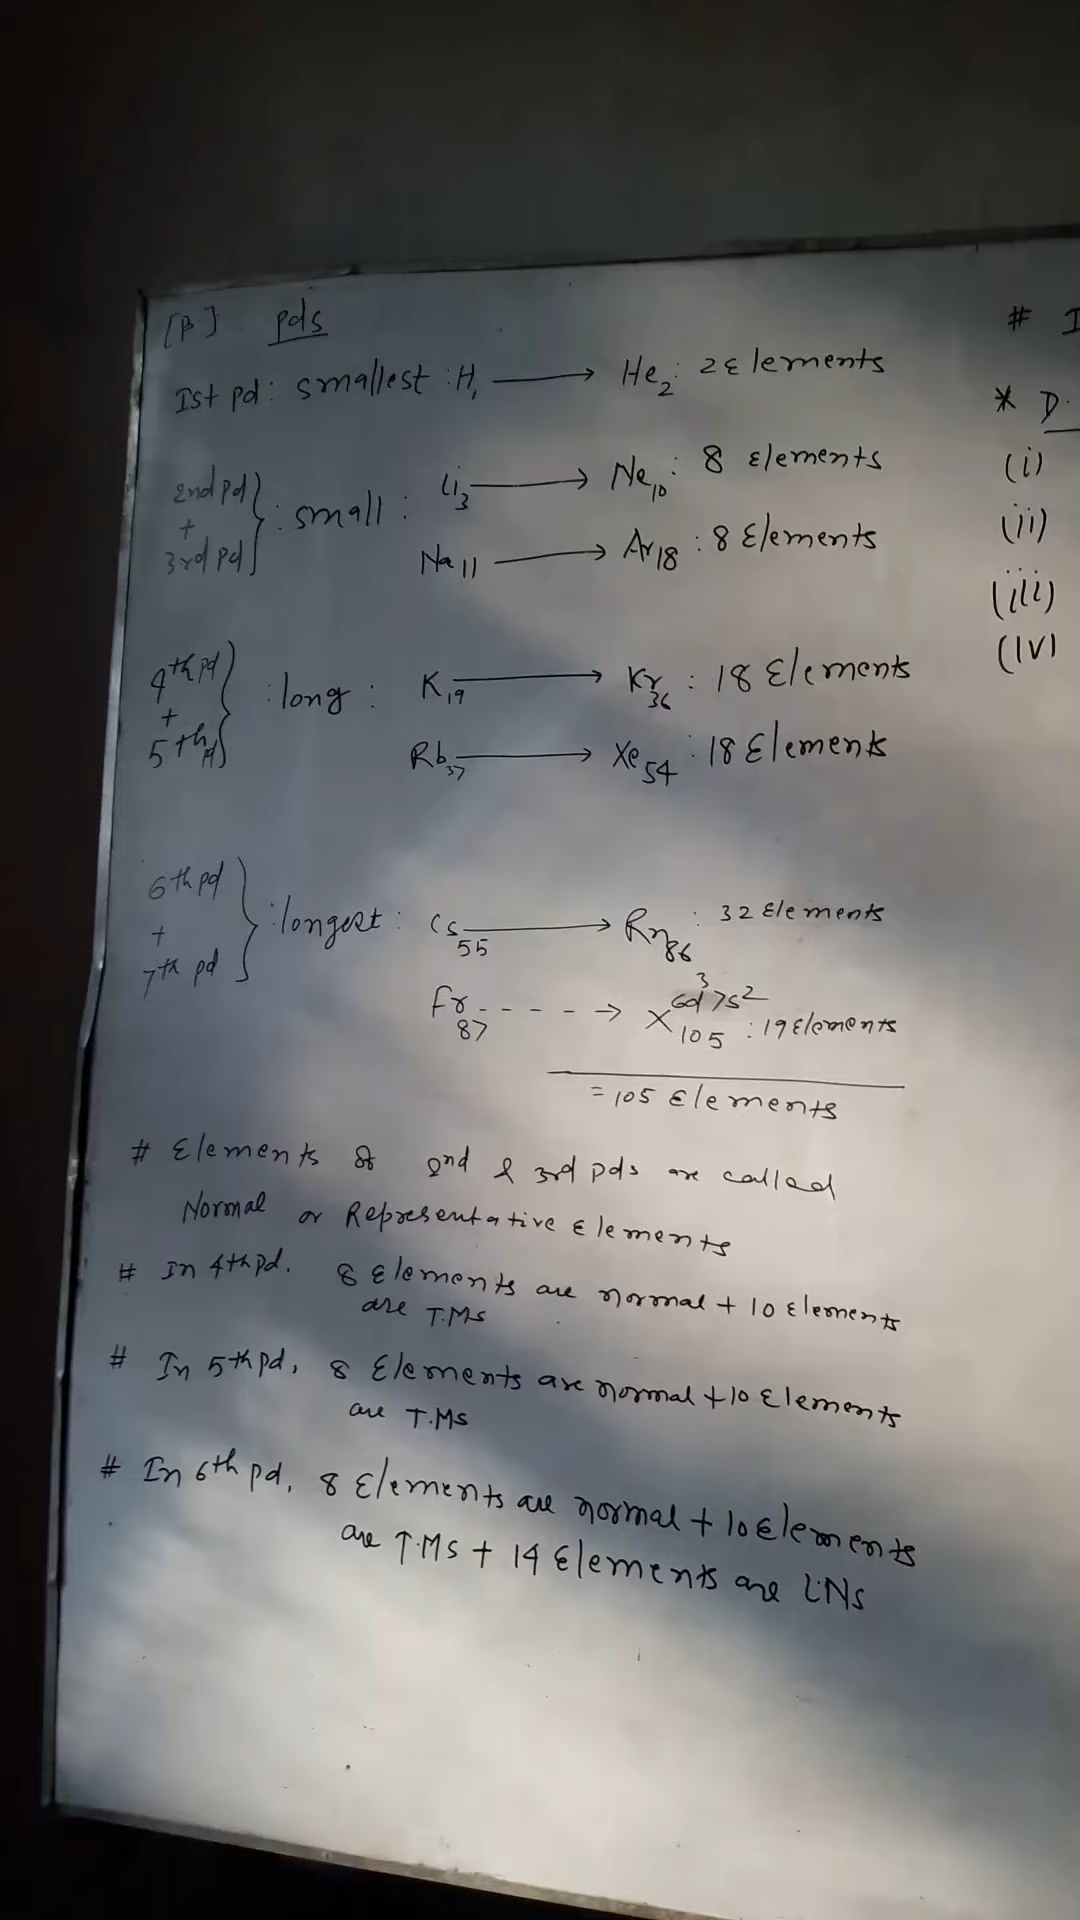 [B] pds
Ist pd: smallest : H₁ ⟶ He₂ : 2 Elements
2nd pd + 3rd pd } : small : Li₃ ⟶ Ne₁₀ : 8 Elements
Na₁₁ ⟶ Ar₁₈ : 8 Elements
4th pd + 5th pd } : long : K₁₉ ⟶ Kr₃₆ : 18 Elements
Rb₃₇ ⟶ Xe₅₄ : 18 Elements
6th pd + 7th pd } : longest : Cs₅₅ ⟶ Rn₈₆ : 32 Elements
Fr₈₇ - - - - → X₁₀₅ 6d³ 7s² : 19 Elements
= 105 Elements
# Elements of 2nd & 3rd pds are called
Normal or Representative Elements
# In 4th pd. 8 Elements are normal + 10 Elements
are T.Ms
# In 5th pd, 8 Elements are normal + 10 Elements
are T.Ms
# In 6th pd, 8 Elements are normal + 10 Elements
are T.Ms + 14 Elements are LNs
# I
* D.
(i)
(ii)
(iii)
(iv)